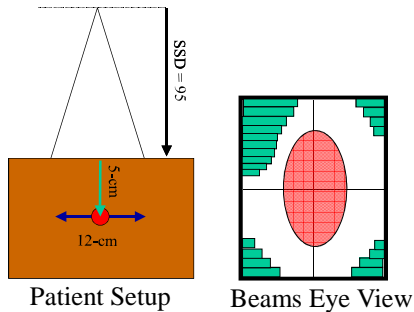 SSD = 95
5-cm
12-cm
Patient Setup
Beams Eye View